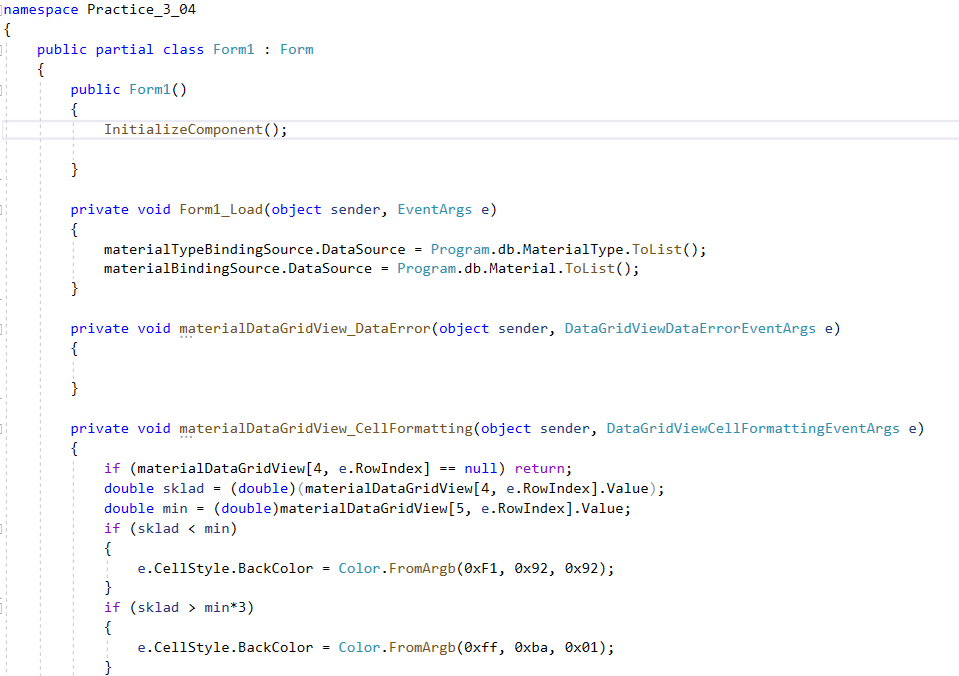 namespace Practice_3_04
{
    public partial class Form1 : Form
    {
        public Form1()
        {
            InitializeComponent();

        }

        private void Form1_Load(object sender, EventArgs e)
        {
            materialTypeBindingSource.DataSource = Program.db.MaterialType.ToList();
            materialBindingSource.DataSource = Program.db.Material.ToList();
        }

        private void materialDataGridView_DataError(object sender, DataGridViewDataErrorEventArgs e)
        {

        }

        private void materialDataGridView_CellFormatting(object sender, DataGridViewCellFormattingEventArgs e)
        {
            if (materialDataGridView[4, e.RowIndex] == null) return;
            double sklad = (double)(materialDataGridView[4, e.RowIndex].Value);
            double min = (double)materialDataGridView[5, e.RowIndex].Value;
            if (sklad < min)
            {
                e.CellStyle.BackColor = Color.FromArgb(0xF1, 0x92, 0x92);
            }
            if (sklad > min*3)
            {
                e.CellStyle.BackColor = Color.FromArgb(0xff, 0xba, 0x01);
            }